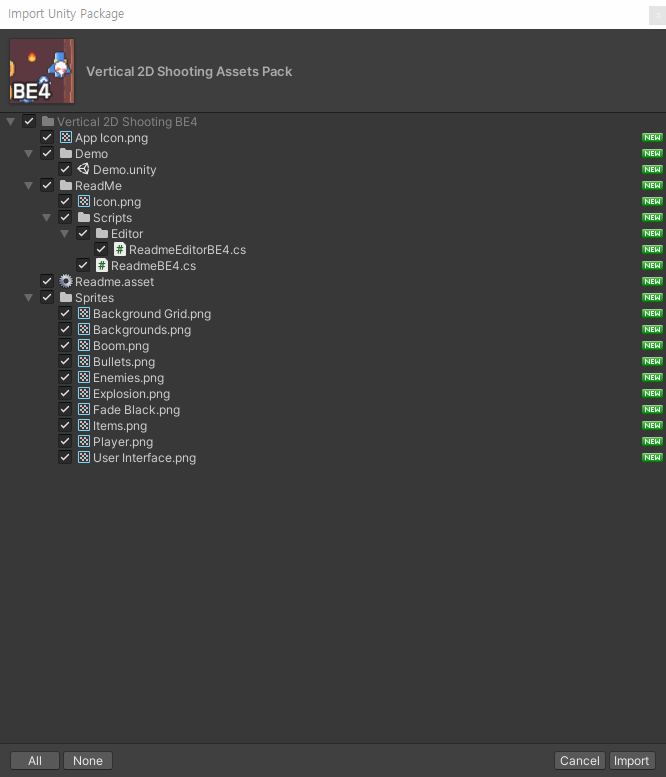 Import Unity Package
x
BE4
Vertical 2D Shooting Assets Pack
Vertical 2D Shooting BE4
App Icon.png NEW
Demo NEW
Demo.unity NEW
ReadMe NEW
Icon.png NEW
Scripts NEW
Editor NEW
# ReadmeEditorBE4.cs NEW
# ReadmeBE4.cs NEW
Readme.asset NEW
Sprites NEW
Background Grid.png NEW
Backgrounds.png NEW
Boom.png NEW
Bullets.png NEW
Enemies.png NEW
Explosion.png NEW
Fade Black.png NEW
Items.png NEW
Player.png NEW
User Interface.png NEW
All None Cancel Import